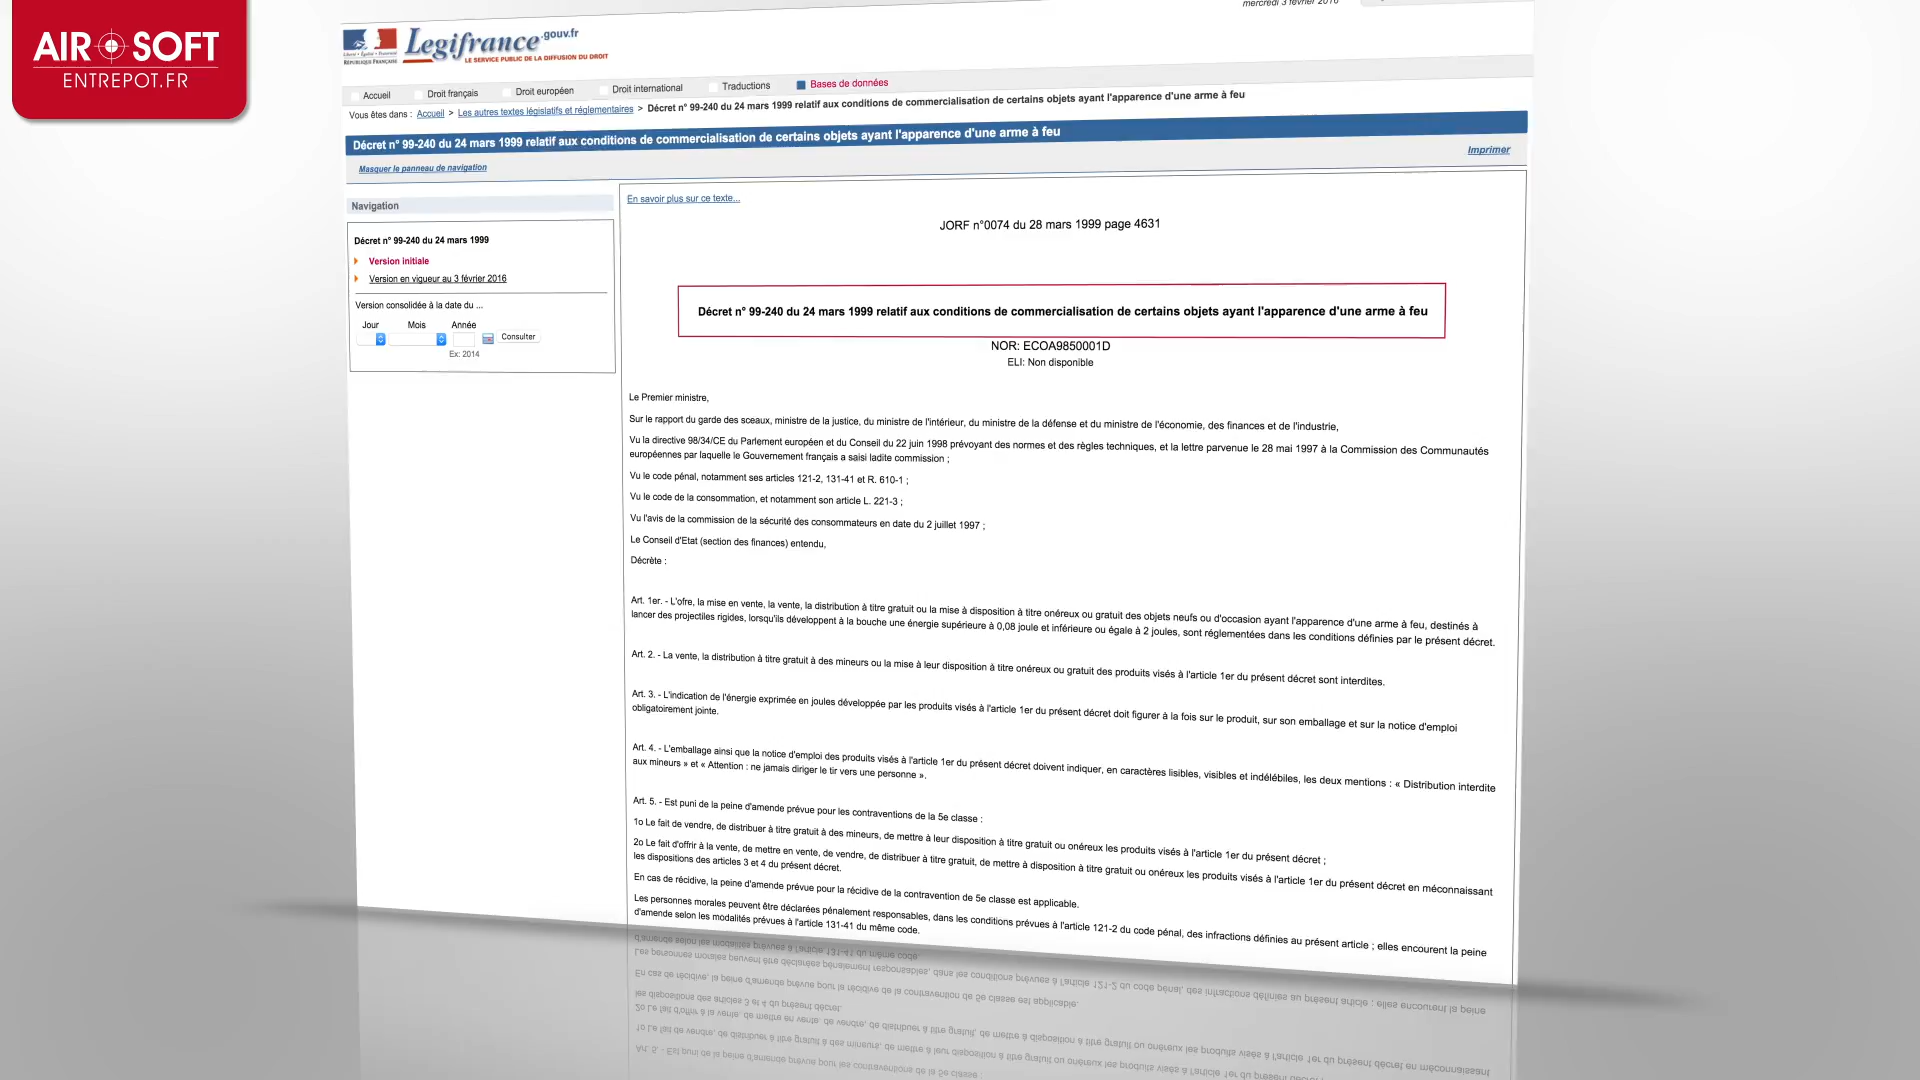 AIR SOFT
ENTREPOT.FR
mercredi 3 février 2016
Liberté • Égalité • Fraternité
RÉPUBLIQUE FRANÇAISE
Legifrance.gouv.fr
LE SERVICE PUBLIC DE LA DIFFUSION DU DROIT
Accueil Droit français Droit européen Droit international Traductions Bases de données
Vous êtes dans : Accueil > Les autres textes législatifs et réglementaires > Décret n° 99-240 du 24 mars 1999 relatif aux conditions de commercialisation de certains objets ayant l'apparence d'une arme à feu
Décret n° 99-240 du 24 mars 1999 relatif aux conditions de commercialisation de certains objets ayant l'apparence d'une arme à feu
Imprimer
Masquer le panneau de navigation
Navigation
Décret n° 99-240 du 24 mars 1999
Version initiale
Version en vigueur au 3 février 2016
Version consolidée à la date du ...
Jour Mois Année
Consulter
Ex: 2014
En savoir plus sur ce texte...
JORF n°0074 du 28 mars 1999 page 4631
Décret n° 99-240 du 24 mars 1999 relatif aux conditions de commercialisation de certains objets ayant l'apparence d'une arme à feu
NOR: ECOA9850001D
ELI: Non disponible
Le Premier ministre,
Sur le rapport du garde des sceaux, ministre de la justice, du ministre de l'intérieur, du ministre de la défense et du ministre de l'économie, des finances et de l'industrie,
Vu la directive 98/34/CE du Parlement européen et du Conseil du 22 juin 1998 prévoyant des normes et des règles techniques, et la lettre parvenue le 28 mai 1997 à la Commission des Communautés
européennes par laquelle le Gouvernement français a saisi ladite commission ;
Vu le code pénal, notamment ses articles 121-2, 131-41 et R. 610-1 ;
Vu le code de la consommation, et notamment son article L. 221-3 ;
Vu l'avis de la commission de la sécurité des consommateurs en date du 2 juillet 1997 ;
Le Conseil d'Etat (section des finances) entendu,
Décrète :
Art. 1er. - L'ofre, la mise en vente, la vente, la distribution à titre gratuit ou la mise à disposition à titre onéreux ou gratuit des objets neufs ou d'occasion ayant l'apparence d'une arme à feu, destinés à
lancer des projectiles rigides, lorsqu'ils développent à la bouche une énergie supérieure à 0,08 joule et inférieure ou égale à 2 joules, sont réglementées dans les conditions définies par le présent décret.
Art. 2. - La vente, la distribution à titre gratuit à des mineurs ou la mise à leur disposition à titre onéreux ou gratuit des produits visés à l'article 1er du présent décret sont interdites.
Art. 3. - L'indication de l'énergie exprimée en joules développée par les produits visés à l'article 1er du présent décret doit figurer à la fois sur le produit, sur son emballage et sur la notice d'emploi
obligatoirement jointe.
Art. 4. - L'emballage ainsi que la notice d'emploi des produits visés à l'article 1er du présent décret doivent indiquer, en caractères lisibles, visibles et indélébiles, les deux mentions : « Distribution interdite
aux mineurs » et « Attention : ne jamais diriger le tir vers une personne ».
Art. 5. - Est puni de la peine d'amende prévue pour les contraventions de la 5e classe :
1o Le fait de vendre, de distribuer à titre gratuit à des mineurs, de mettre à leur disposition à titre gratuit ou onéreux les produits visés à l'article 1er du présent décret ;
2o Le fait d'offrir à la vente, de mettre en vente, de vendre, de distribuer à titre gratuit, de mettre à disposition à titre gratuit ou onéreux les produits visés à l'article 1er du présent décret en méconnaissant
les dispositions des articles 3 et 4 du présent décret.
En cas de récidive, la peine d'amende prévue pour la récidive de la contravention de 5e classe est applicable.
Les personnes morales peuvent être déclarées pénalement responsables, dans les conditions prévues à l'article 121-2 du code pénal, des infractions définies au présent article ; elles encourent la peine
d'amende selon les modalités prévues à l'article 131-41 du même code.